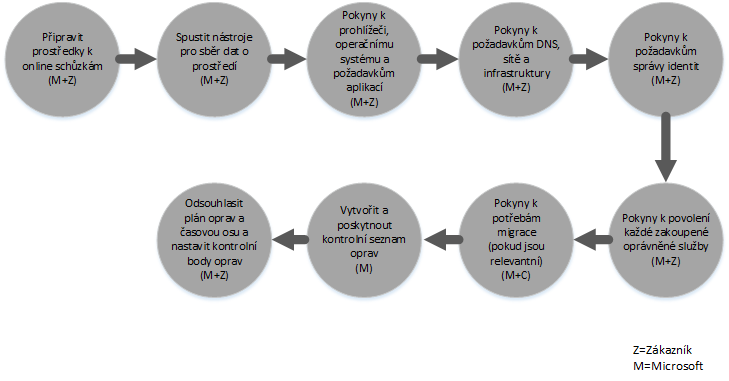 Připravit
prostředky k
online schůzkám
(M+Z)
Spustit nástroje
pro sběr dat o
prostředí
(M+Z)
Pokyny k
prohlížeči,
operačnímu
systému a
požadavkům
aplikací
(M+Z)
Pokyny k
požadavkům DNS,
sítě a
infrastruktury
(M+Z)
Pokyny k
požadavkům
správy identit
(M+Z)
Pokyny k povolení
každé zakoupené
oprávněné služby
(M+Z)
Pokyny k
potřebám
migrace
(pokud jsou
relevantní)
(M+C)
Vytvořit a
poskytnout
kontrolní seznam
oprav
(M)
Odsouhlasit
plán oprav a
časovou osu a
nastavit kontrolní
body oprav
(M+Z)
Z=Zákazník
M=Microsoft